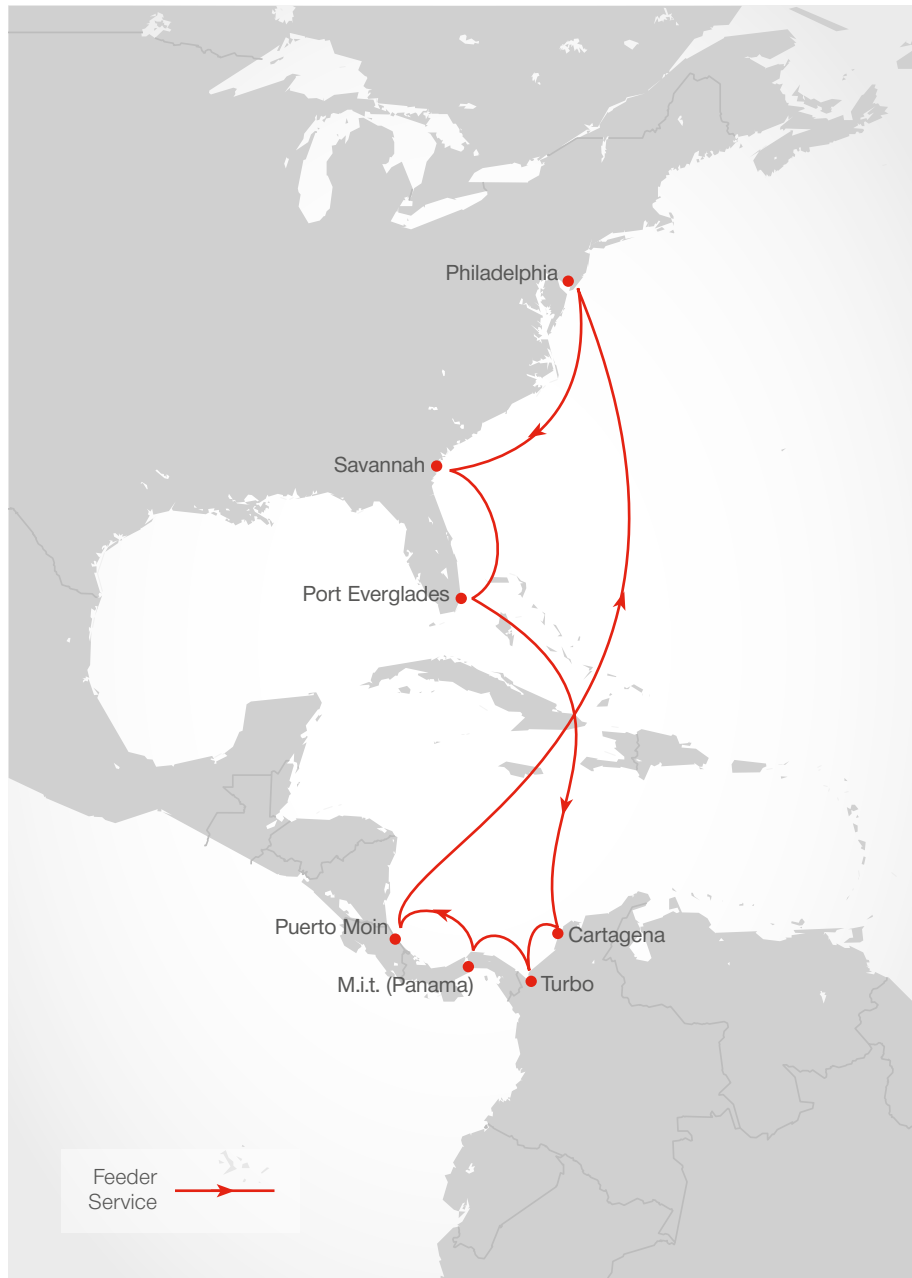 Philadelphia
Savannah
Port Everglades
Puerto Moin
Cartagena
M.i.t. (Panama)
Turbo
Feeder
Service